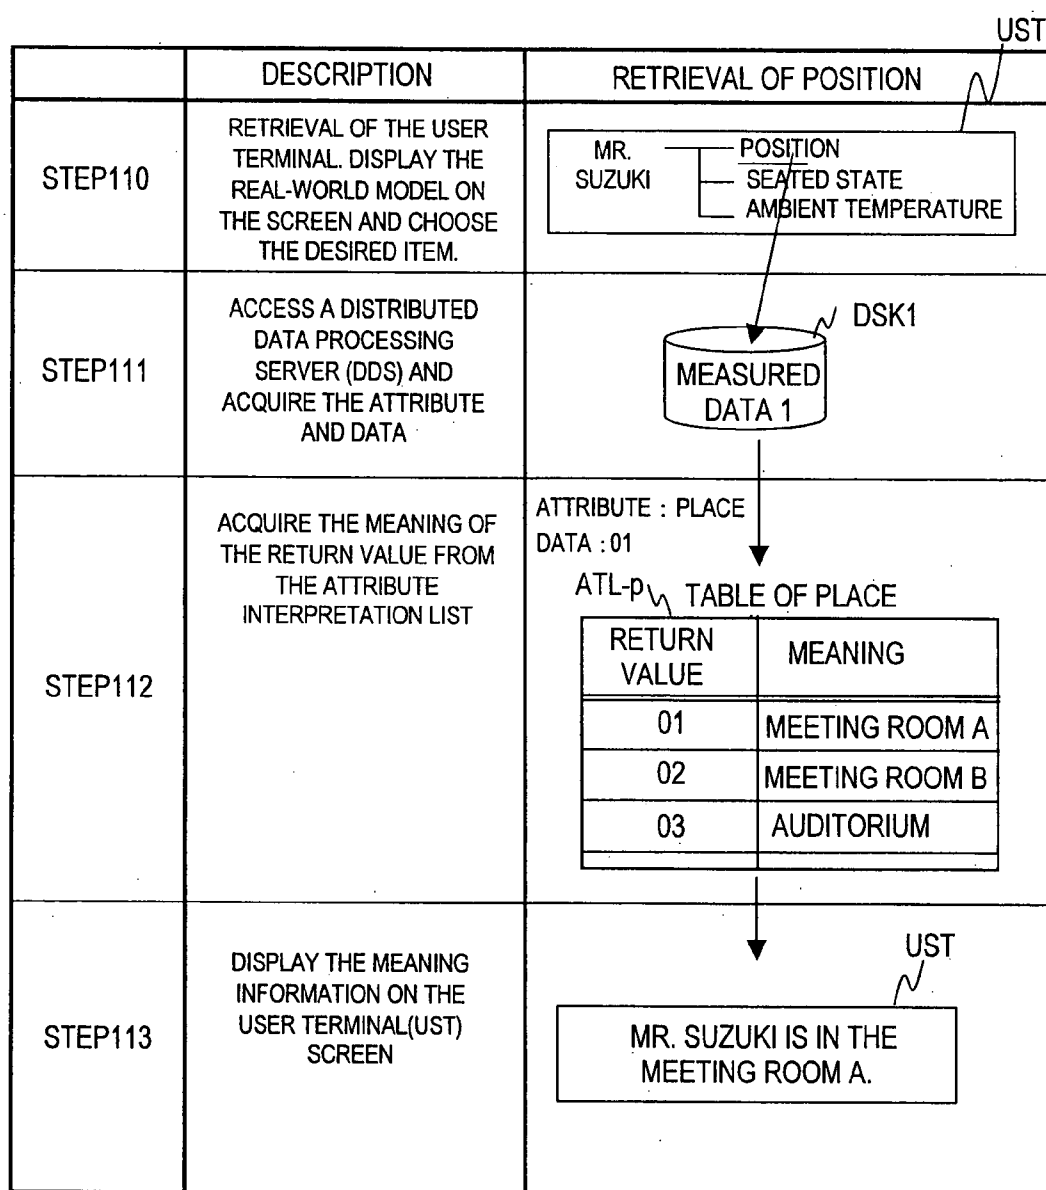 UST
DESCRIPTION
RETRIEVAL OF POSITION
STEP110
RETRIEVAL OF THE USER
TERMINAL. DISPLAY THE
REAL-WORLD MODEL ON
THE SCREEN AND CHOOSE
THE DESIRED ITEM.
MR.
SUZUKI
POSITION
SEATED STATE
AMBIENT TEMPERATURE
STEP111
ACCESS A DISTRIBUTED
DATA PROCESSING
SERVER (DDS) AND
ACQUIRE THE ATTRIBUTE
AND DATA
DSK1
MEASURED
DATA 1
STEP112
ACQUIRE THE MEANING OF
THE RETURN VALUE FROM
THE ATTRIBUTE
INTERPRETATION LIST
ATTRIBUTE : PLACE
DATA : 01
ATL-p
TABLE OF PLACE
RETURN
VALUE
MEANING
01
MEETING ROOM A
02
MEETING ROOM B
03
AUDITORIUM
STEP113
DISPLAY THE MEANING
INFORMATION ON THE
USER TERMINAL(UST)
SCREEN
UST
MR. SUZUKI IS IN THE
MEETING ROOM A.